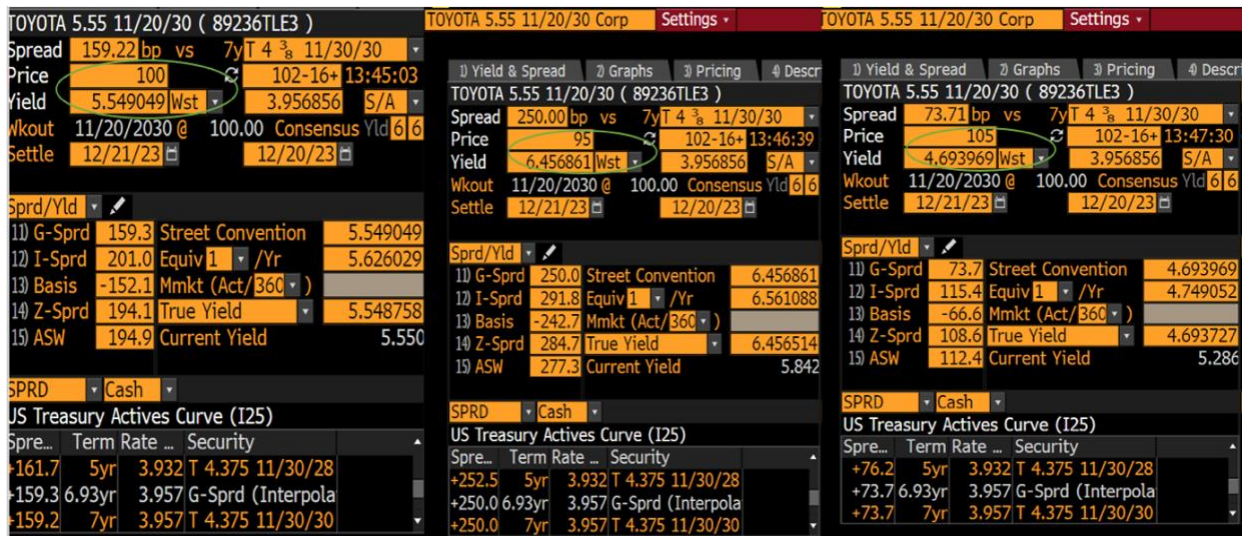 TOYOTA 5.55 11/20/30 ( 89236TLE3 )
Spread 159.22 bp vs 7y T 4 3/8 11/30/30
Price 100 102-16+ 13:45:03
Yield 5.549049 Wst 3.956856 S/A
Wkout 11/20/2030 @ 100.00 Consensus Yld 6 6
Settle 12/21/23 12/20/23
Sprd/Yld
11) G-Sprd 159.3 Street Convention 5.549049
12) I-Sprd 201.0 Equiv 1 /Yr 5.626029
13) Basis -152.1 Mmkt (Act/ 360 )
14) Z-Sprd 194.1 True Yield 5.548758
15) ASW 194.9 Current Yield 5.550
SPRD Cash
US Treasury Actives Curve (I25)
Spre... Term Rate ... Security
+161.7 5yr 3.932 T 4.375 11/30/28
+159.3 6.93yr 3.957 G-Sprd (Interpola
+159.2 7yr 3.957 T 4.375 11/30/30
TOYOTA 5.55 11/20/30 Corp Settings
1) Yield & Spread 2) Graphs 3) Pricing 4) Descr
TOYOTA 5.55 11/20/30 ( 89236TLE3 )
Spread 250.00 bp vs 7y T 4 3/8 11/30/30
Price 95 102-16+ 13:46:39
Yield 6.456861 Wst 3.956856 S/A
Wkout 11/20/2030 @ 100.00 Consensus Yld 6 6
Settle 12/21/23 12/20/23
Sprd/Yld
11) G-Sprd 250.0 Street Convention 6.456861
12) I-Sprd 291.8 Equiv 1 /Yr 6.561088
13) Basis -242.7 Mmkt (Act/ 360 )
14) Z-Sprd 284.7 True Yield 6.456514
15) ASW 277.3 Current Yield 5.842
SPRD Cash
US Treasury Actives Curve (I25)
Spre... Term Rate ... Security
+252.5 5yr 3.932 T 4.375 11/30/28
+250.0 6.93yr 3.957 G-Sprd (Interpola
+250.0 7yr 3.957 T 4.375 11/30/30
TOYOTA 5.55 11/20/30 Corp Settings
1) Yield & Spread 2) Graphs 3) Pricing 4) Descr
TOYOTA 5.55 11/20/30 ( 89236TLE3 )
Spread 73.71 bp vs 7y T 4 3/8 11/30/30
Price 105 102-16+ 13:47:30
Yield 4.693969 Wst 3.956856 S/A
Wkout 11/20/2030 @ 100.00 Consensus Yld 6 6
Settle 12/21/23 12/20/23
Sprd/Yld
11) G-Sprd 73.7 Street Convention 4.693969
12) I-Sprd 115.4 Equiv 1 /Yr 4.749052
13) Basis -66.6 Mmkt (Act/ 360 )
14) Z-Sprd 108.6 True Yield 4.693727
15) ASW 112.4 Current Yield 5.286
SPRD Cash
US Treasury Actives Curve (I25)
Spre... Term Rate ... Security
+76.2 5yr 3.932 T 4.375 11/30/28
+73.7 6.93yr 3.957 G-Sprd (Interpola
+73.7 7yr 3.957 T 4.375 11/30/30